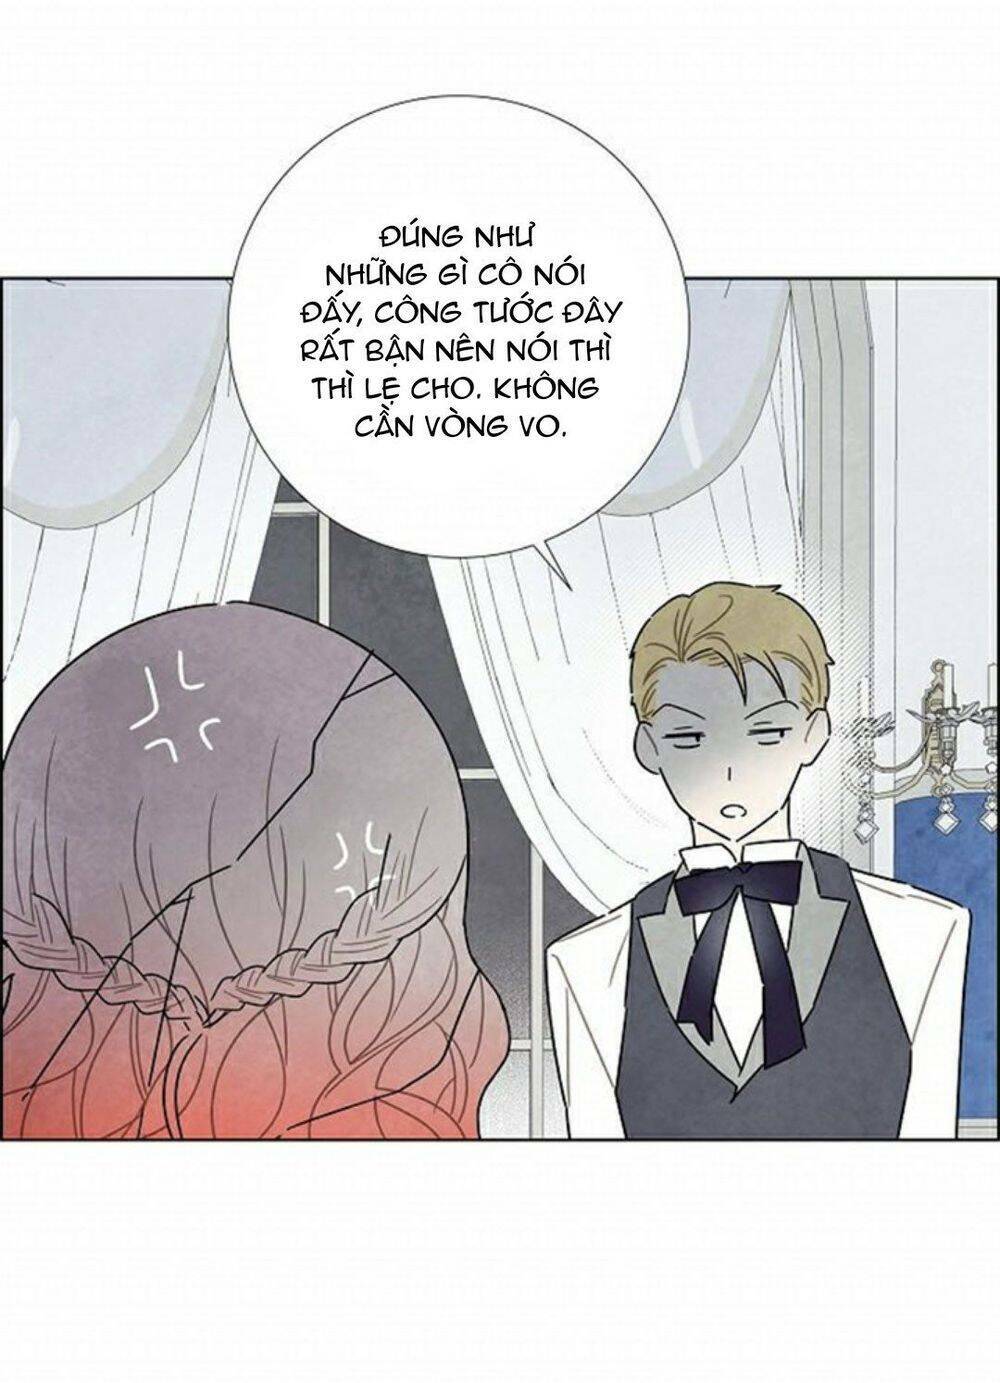 ĐÚNG NHƯ
NHỮNG GÌ CÔ NÓI
ĐẤY, CÔNG TƯỚC ĐÂY
RẤT BẬN NÊN NÓI THÌ
THÌ LẸ CHO. KHÔNG
CẦN VÒNG VO.